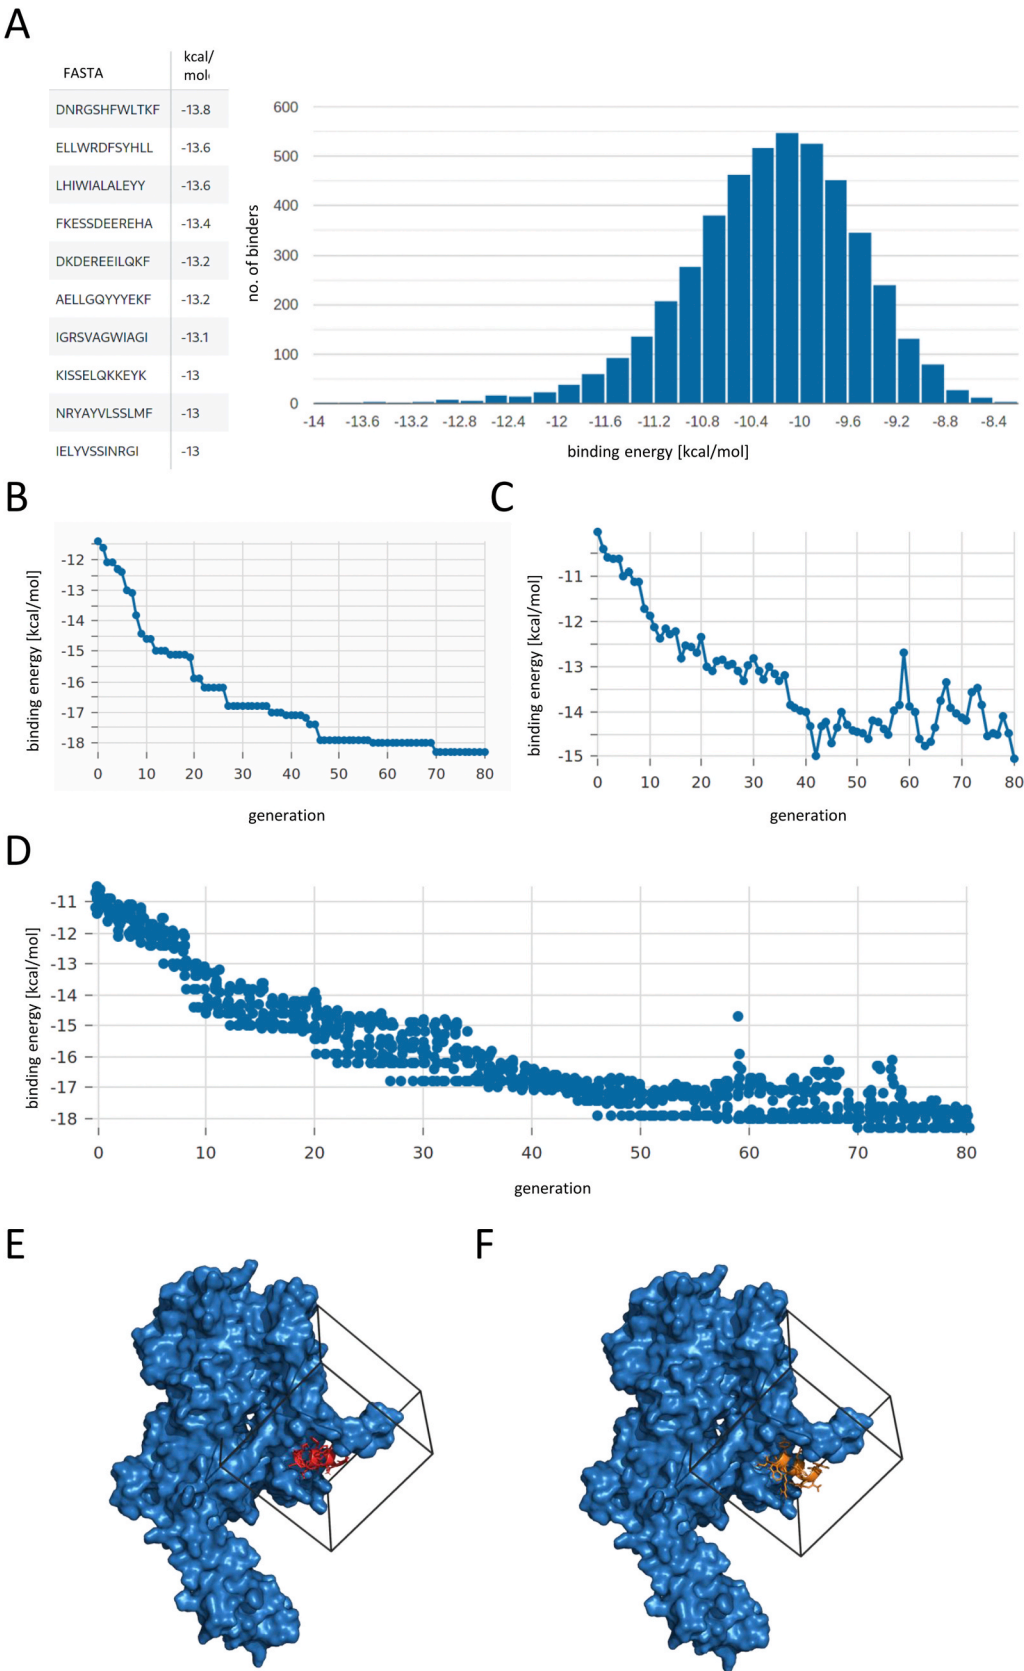 A
FASTA kcal/
mol
DNRGSHFWLTKF -13.8
ELLWRDFSYHLL -13.6
LHIWIALALEYY -13.6
FKESSDEEREHA -13.4
DKDEREEILQKF -13.2
AELLGQYYYEKF -13.2
IGRSVAGWIAGI -13.1
KISSELQKKEYK -13
NRYAYVLSSLMF -13
IELYVSSINRGI -13
no. of binders
600
500
400
300
200
100
0
-14 -13.6 -13.2 -12.8 -12.4 -12 -11.6 -11.2 -10.8 -10.4 -10 -9.6 -9.2 -8.8 -8.4
binding energy [kcal/mol]
B
binding energy [kcal/mol]
-12
-13
-14
-15
-16
-17
-18
0 10 20 30 40 50 60 70 80
generation
C
binding energy [kcal/mol]
-11
-12
-13
-14
-15
0 10 20 30 40 50 60 70 80
generation
D
binding energy [kcal/mol]
-11
-12
-13
-14
-15
-16
-17
-18
0 10 20 30 40 50 60 70 80
generation
E
F